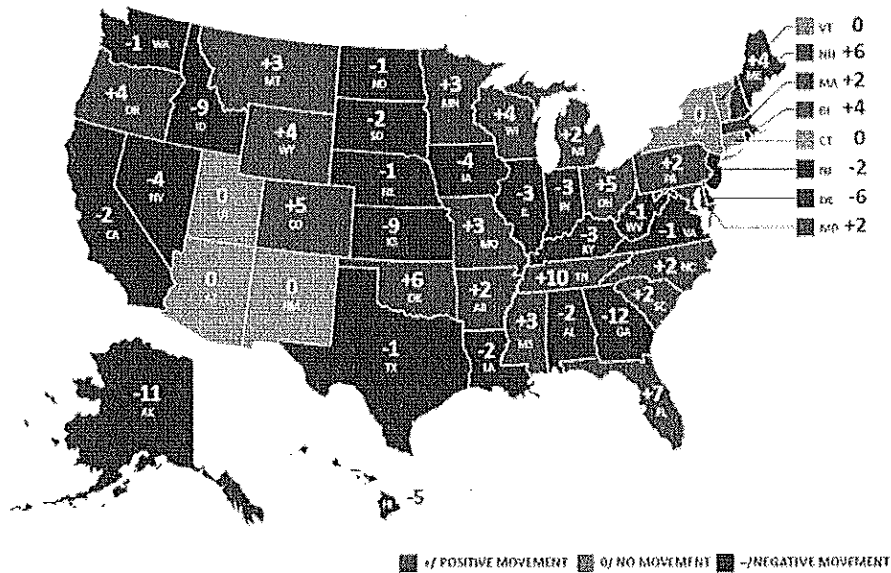 -1 WA
+4 OR
-2 CA
-9 ID
-4 NV
+3 MT
+4 WY
0 UT
+5 CO
0 AZ
0 NM
-1 ND
-2 SD
-1 NE
-9 KS
+6 OK
-1 TX
+3 MN
-4 IA
+3 MO
+2 AR
-2 LA
+4 WI
-3 IL
+2 MI
-3 IN
+5 OH
-3 KY
+10 TN
+3 MS
-2 AL
-12 GA
+7 FL
+2 SC
+2 NC
-1 VA
-1 WV
+2 PA
0 NY
+4 ME
VT 0
NH +6
MA +2
RI +4
CT 0
NJ -2
DE -6
MD +2
-11 AK
HI -5
+/ POSITIVE MOVEMENT 0/ NO MOVEMENT -/NEGATIVE MOVEMENT